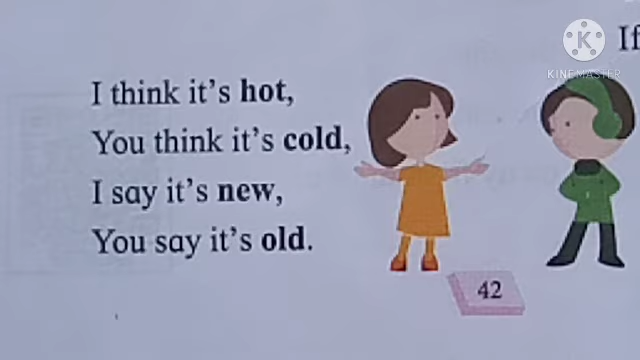 If
I think it's hot,
You think it's cold,
I say it's new,
You say it's old.
42
K
KINEMASTER